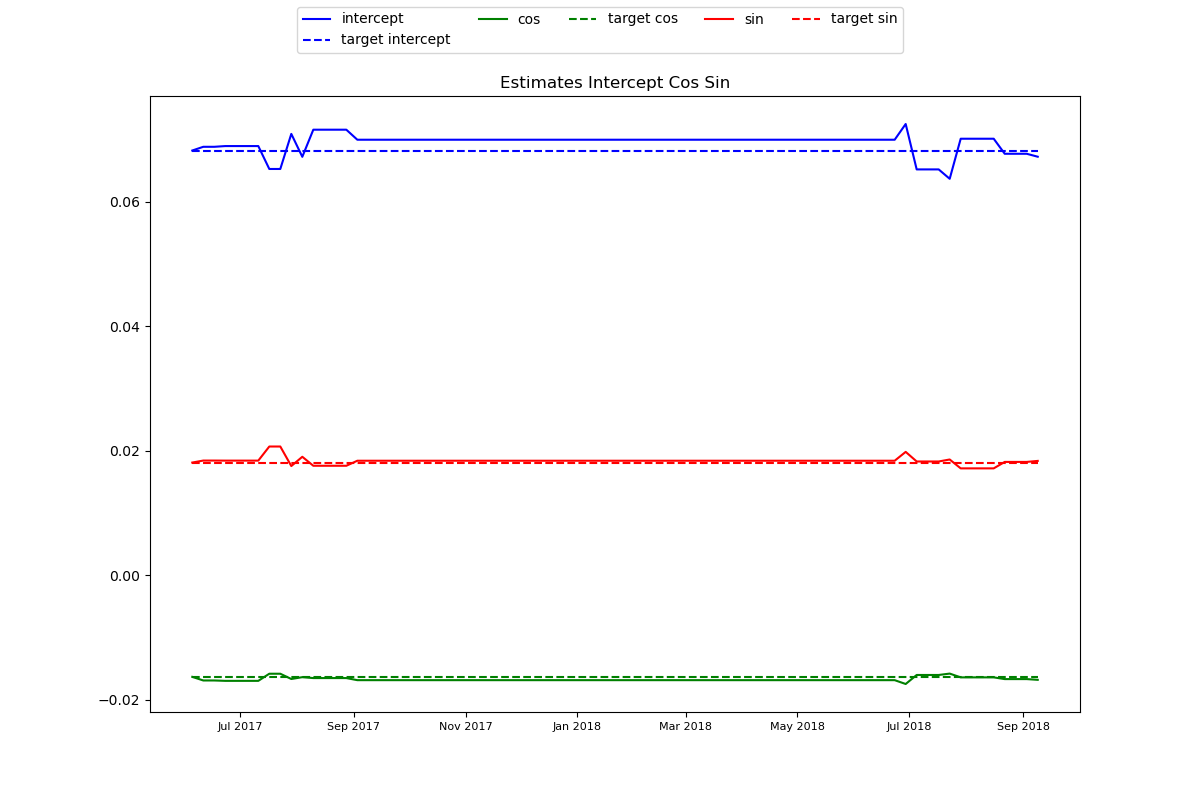 intercept cos target cos sin target sin
target intercept
Estimates Intercept Cos Sin
0.06
0.04
0.02
0.00
−0.02
Jul 2017 Sep 2017 Nov 2017 Jan 2018 Mar 2018 May 2018 Jul 2018 Sep 2018